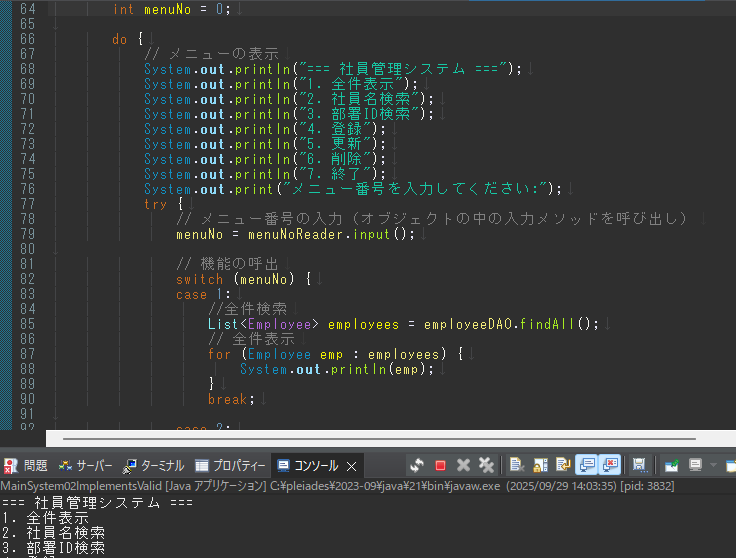 64 int menuNo = 0;
65
66 do {
67 // メニューの表示
68 System.out.println("=== 社員管理システム ===");
69 System.out.println("1. 全件表示");
70 System.out.println("2. 社員名検索");
71 System.out.println("3. 部署ID検索");
72 System.out.println("4. 登録");
73 System.out.println("5. 更新");
74 System.out.println("6. 削除");
75 System.out.println("7. 終了");
76 System.out.print("メニュー番号を入力してください:");
77 try {
78 // メニュー番号の入力（オブジェクトの中の入力メソッドを呼び出し）
79 menuNo = menuNoReader.input();
80
81 // 機能の呼出
82 switch (menuNo) {
83 case 1:
84 //全件検索
85 List<Employee> employees = employeeDAO.findAll();
86 // 全件表示
87 for (Employee emp : employees) {
88 System.out.println(emp);
89 }
90 break;
91
92 case 2:
問題 サーバー ターミナル プロパティー コンソール
MainSystem02ImplementsValid [Java アプリケーション] C:¥pleiades¥2023-09¥java¥21¥bin¥javaw.exe (2025/09/29 14:03:35) [pid: 3832]
=== 社員管理システム ===
1. 全件表示
2. 社員名検索
3. 部署ID検索